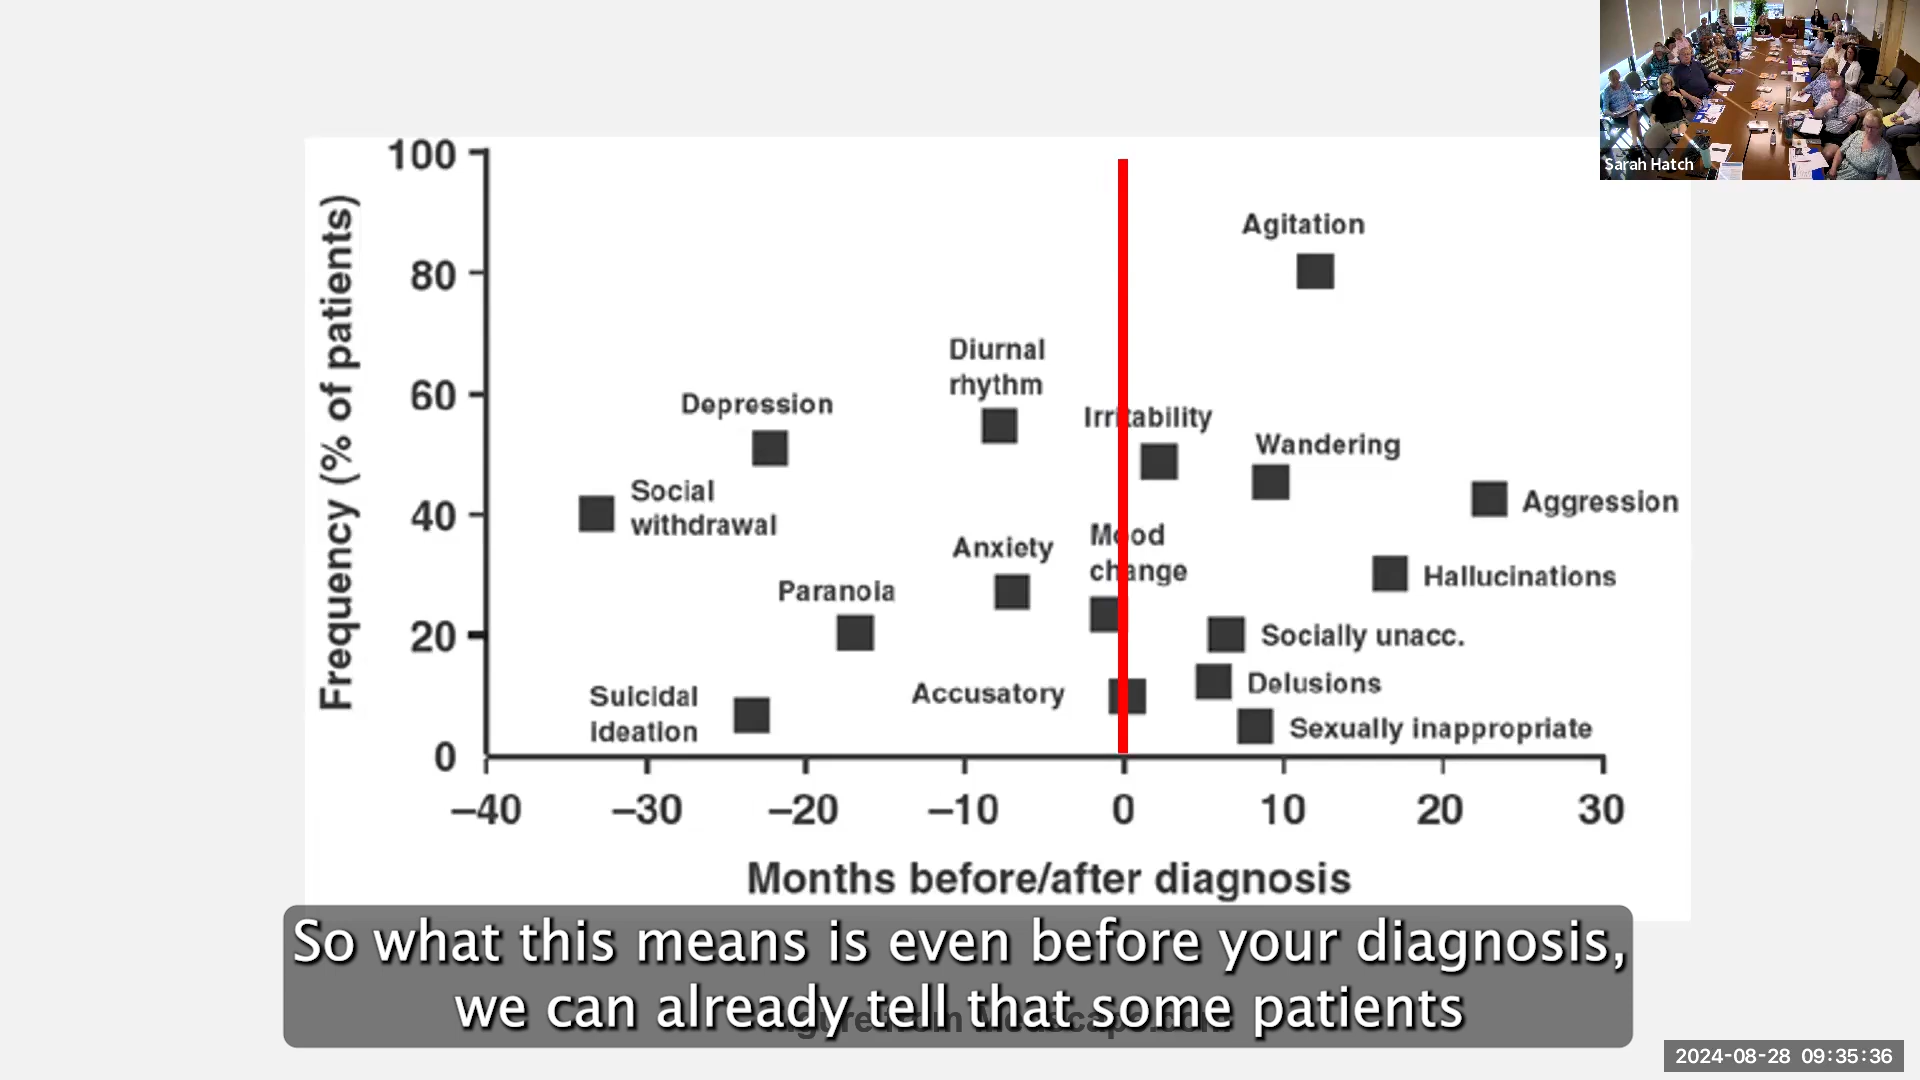 Sarah Hatch
Frequency (% of patients)
100
80
60
40
20
0
Agitation
Diurnal
rhythm
Depression
Irritability
Wandering
Social
withdrawal
Aggression
Anxiety
Mood
change
Hallucinations
Paranoia
Socially unacc.
Suicidal
Ideation
Accusatory
Delusions
Sexually inappropriate
–40
–30
–20
–10
0
10
20
30
Months before/after diagnosis
So what this means is even before your diagnosis,
we can already tell that some patients
2024-08-28 09:35:36